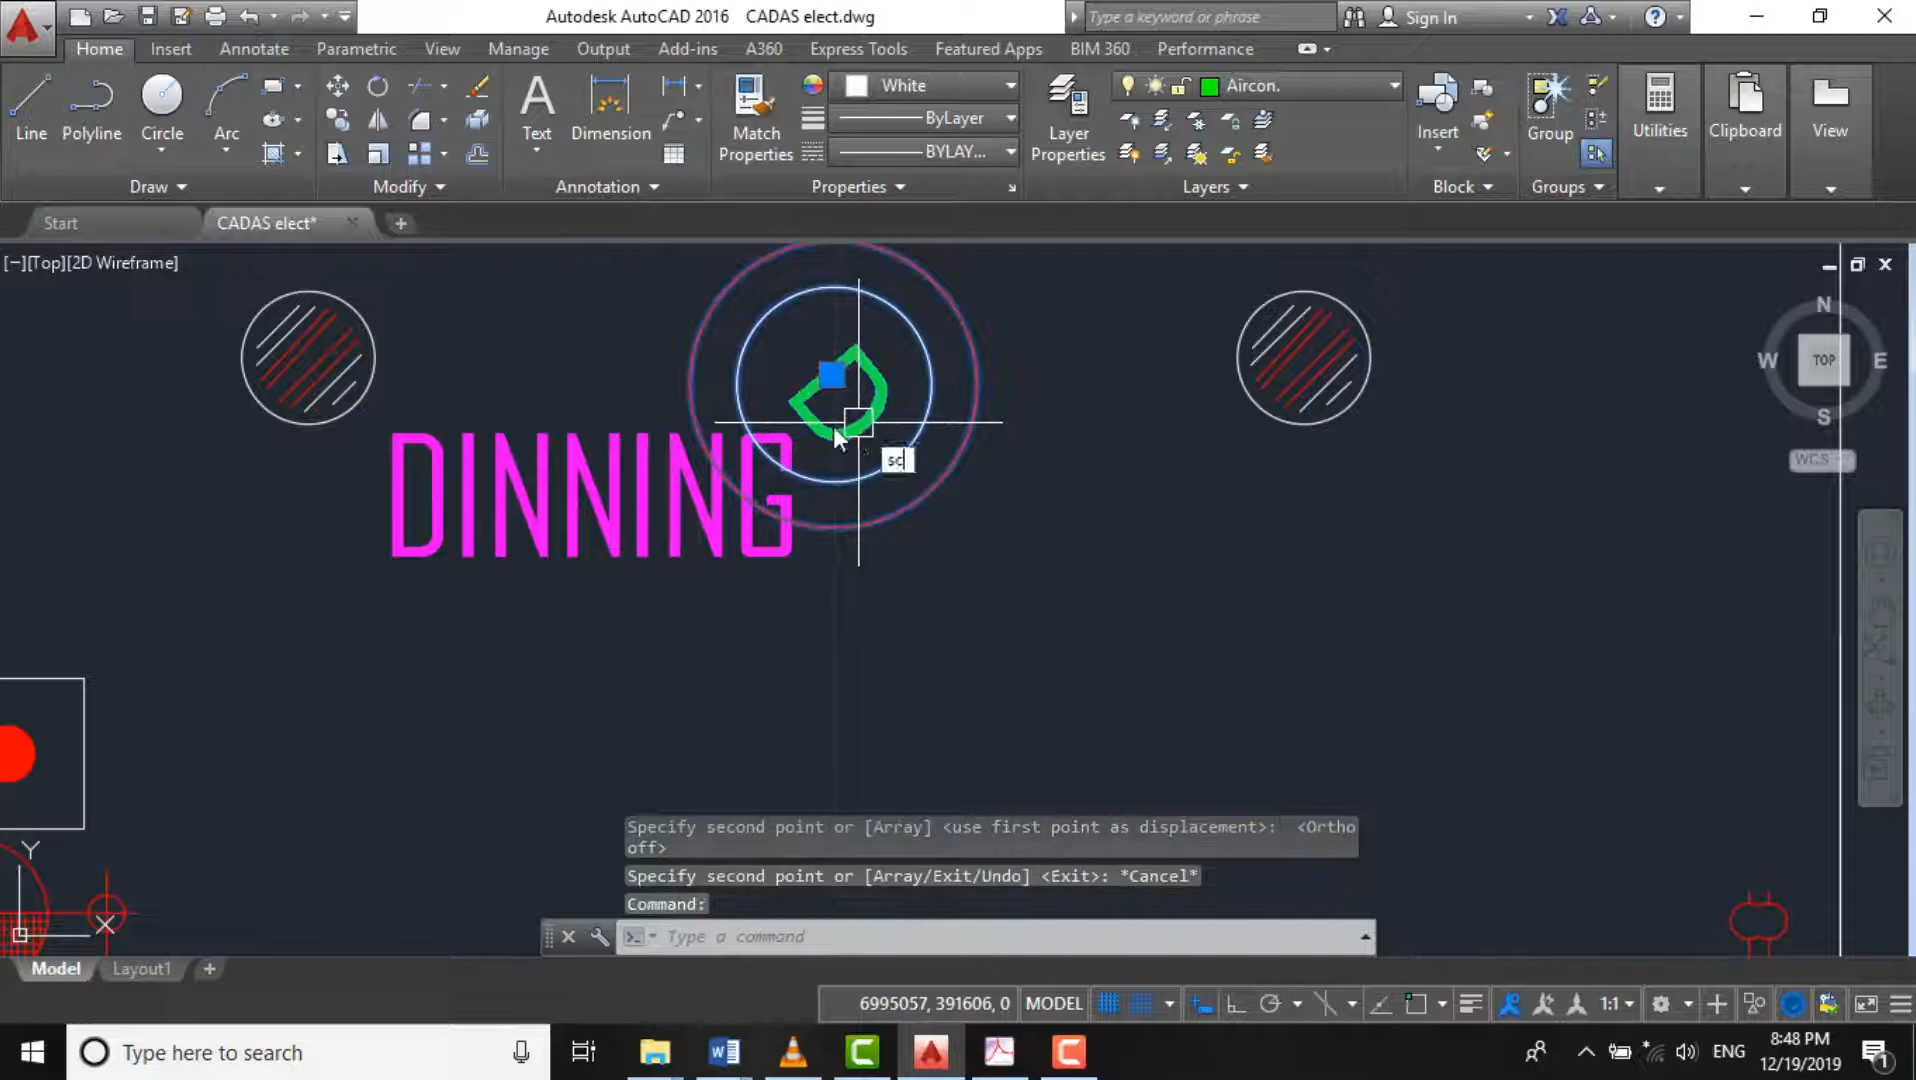 Autodesk AutoCAD 2016 CADAS elect.dwg
Type a keyword or phrase
Sign In
Home Insert Annotate Parametric View Manage Output Add-ins A360 Express Tools Featured Apps BIM 360 Performance
White
Aircon.
ByLayer
BYLAY...
Line Polyline Circle Arc
Text Dimension
Match Properties
Layer Properties
Insert
Group
Utilities Clipboard View
Draw Modify Annotation Properties Layers Block Groups
Start CADAS elect*
[−][Top][2D Wireframe]
N
W TOP E
S
WCS
sc
DINNING
Y
X
Specify second point or [Array] <use first point as displacement>: <Ortho
off>
Specify second point or [Array/Exit/Undo] <Exit>: *Cancel*
Command:
Type a command
Model Layout1
6995057, 391606, 0 MODEL 1:1
Type here to search
ENG
8:48 PM
12/19/2019
1